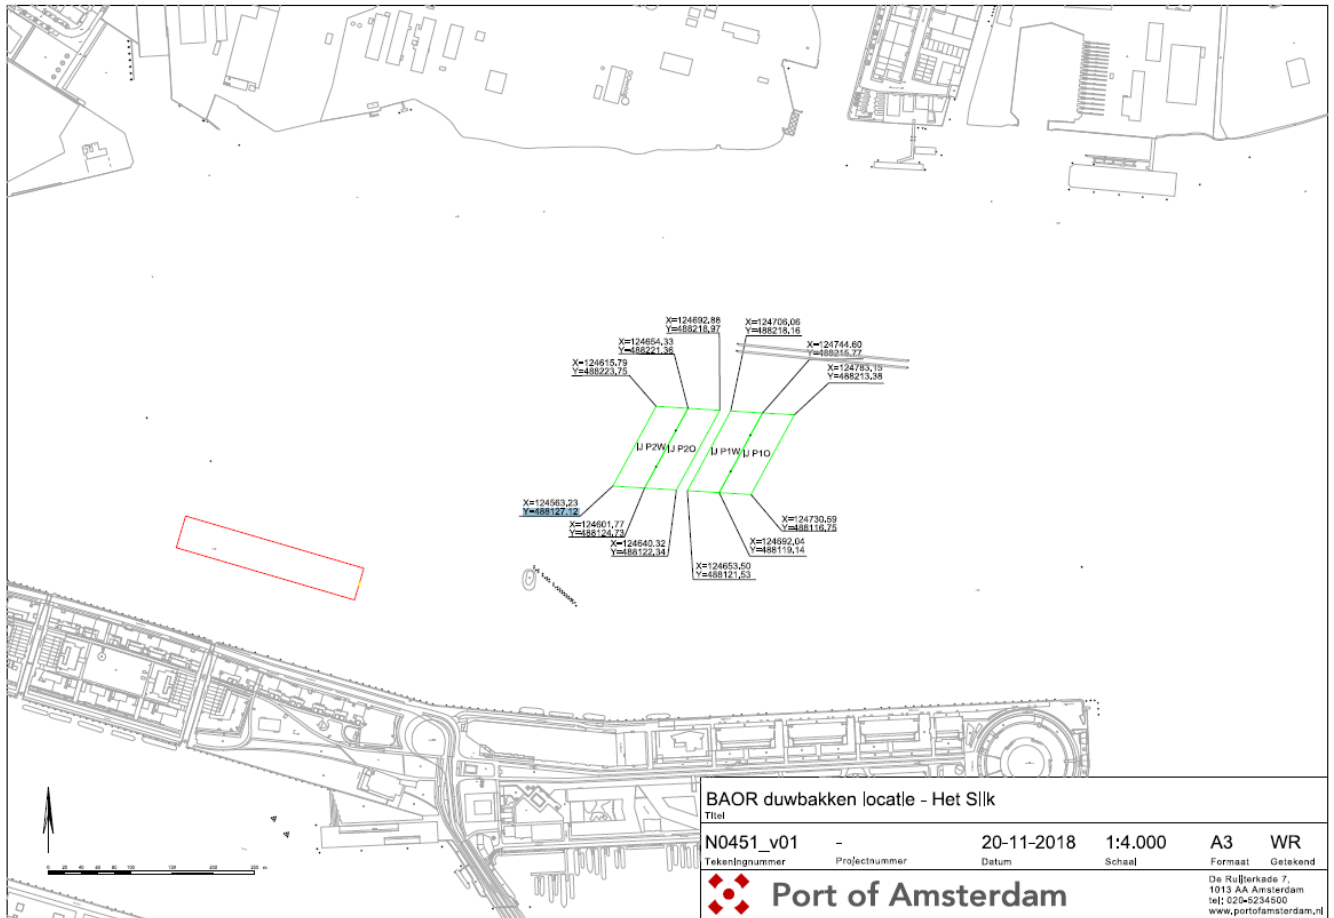 X=124692.88
Y=488218.97
X=124706.06
Y=488218.16
X=124654.33
Y=488221.36
X=124744.60
Y=488215.77
X=124615.79
Y=488223.75
X=124783.15
Y=488213.38
IJ P2W
IJ P2O
IJ P1W
IJ P1O
X=124563.23
Y=488127.12
X=124601.77
Y=488124.73
X=124640.32
Y=488122.34
X=124653.50
Y=488121.53
X=124692.04
Y=488119.14
X=124730.59
Y=488116.75
BAOR duwbakken locatie - Het SIIk
Titel
N0451_v01 - 20-11-2018 1:4.000 A3 WR
Tekeningnummer Projectnummer Datum Schaal Formaat Getekend
Port of Amsterdam
De Ruijterkade 7,
1013 AA Amsterdam
tel: 020-5234500
www.portofamsterdam.nl